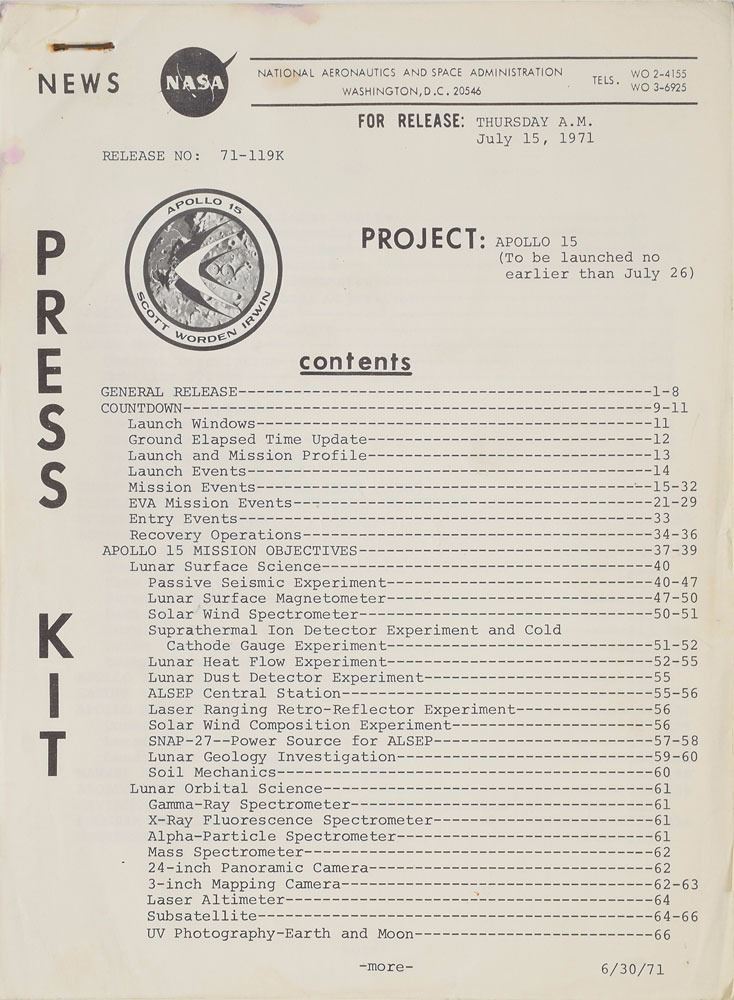 NEWS
NASA
NATIONAL AERONAUTICS AND SPACE ADMINISTRATION
WASHINGTON, D.C. 20546
TELS. WO 2-4155
WO 3-6925
FOR RELEASE: THURSDAY A.M.
July 15, 1971
RELEASE NO: 71-119K
APOLLO 15
SCOTT WORDEN IRWIN
PROJECT: APOLLO 15
(To be launched no
earlier than July 26)
PRESS KIT
contents
GENERAL RELEASE---------------------------------------------1-8
COUNTDOWN---------------------------------------------------9-11
Launch Windows-------------------------------------------11
Ground Elapsed Time Update-------------------------------12
Launch and Mission Profile-------------------------------13
Launch Events--------------------------------------------14
Mission Events-------------------------------------------15-32
EVA Mission Events---------------------------------------21-29
Entry Events---------------------------------------------33
Recovery Operations--------------------------------------34-36
APOLLO 15 MISSION OBJECTIVES--------------------------------37-39
Lunar Surface Science------------------------------------40
Passive Seismic Experiment-----------------------------40-47
Lunar Surface Magnetometer-----------------------------47-50
Solar Wind Spectrometer--------------------------------50-51
Suprathermal Ion Detector Experiment and Cold
Cathode Gauge Experiment-----------------------------51-52
Lunar Heat Flow Experiment-----------------------------52-55
Lunar Dust Detector Experiment-------------------------55
ALSEP Central Station----------------------------------55-56
Laser Ranging Retro-Reflector Experiment---------------56
Solar Wind Composition Experiment----------------------56
SNAP-27--Power Source for ALSEP------------------------57-58
Lunar Geology Investigation----------------------------59-60
Soil Mechanics-----------------------------------------60
Lunar Orbital Science------------------------------------61
Gamma-Ray Spectrometer---------------------------------61
X-Ray Fluorescence Spectrometer------------------------61
Alpha-Particle Spectrometer----------------------------61
Mass Spectrometer--------------------------------------62
24-inch Panoramic Camera-------------------------------62
3-inch Mapping Camera----------------------------------62-63
Laser Altimeter----------------------------------------64
Subsatellite-------------------------------------------64-66
UV Photography-Earth and Moon--------------------------66
-more-
6/30/71